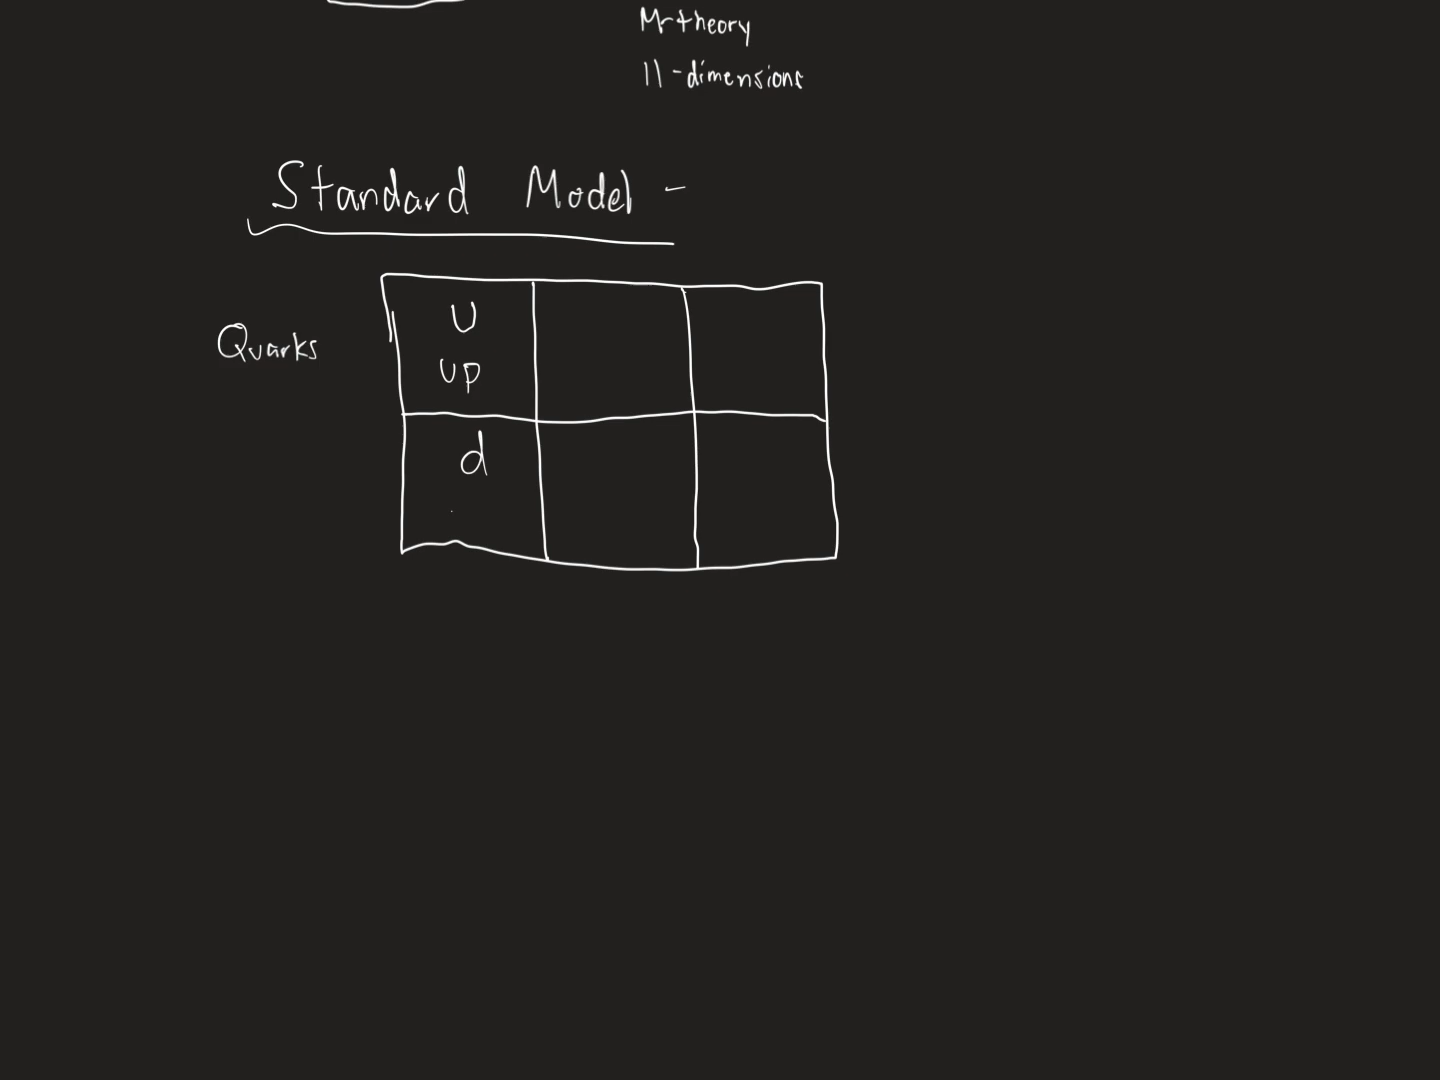 M-theory
11-dimensions
Standard Model -
Quarks
U
up
d